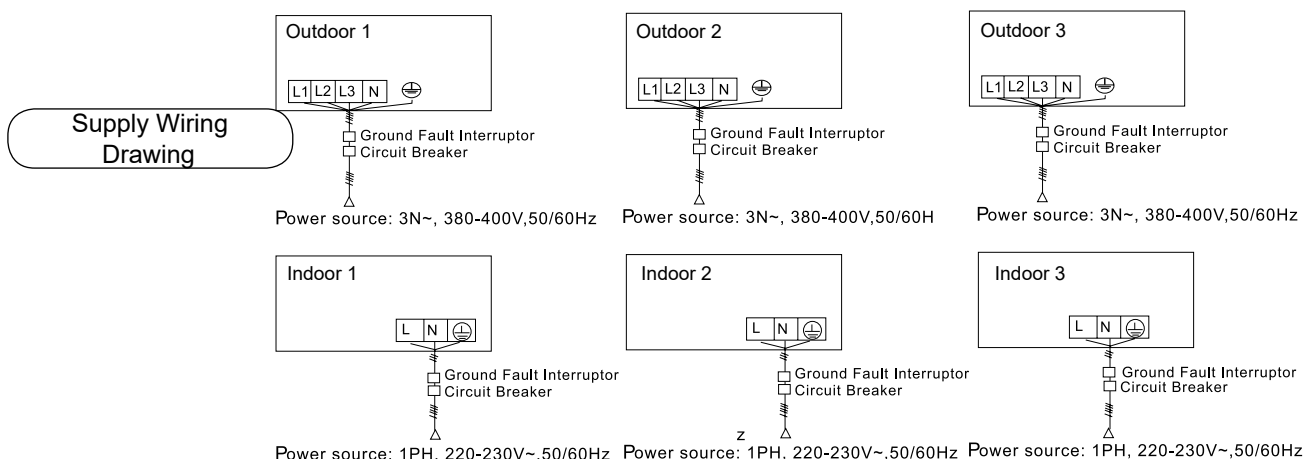 Supply Wiring
Drawing
Outdoor 1
L1 L2 L3 N
Ground Fault Interruptor
Circuit Breaker
Power source: 3N~, 380-400V,50/60Hz
Outdoor 2
L1 L2 L3 N
Ground Fault Interruptor
Circuit Breaker
Power source: 3N~, 380-400V,50/60H
Outdoor 3
L1 L2 L3 N
Ground Fault Interruptor
Circuit Breaker
Power source: 3N~, 380-400V,50/60Hz
Indoor 1
L N
Ground Fault Interruptor
Circuit Breaker
Power source: 1PH, 220-230V~,50/60Hz
Indoor 2
L N
Ground Fault Interruptor
Circuit Breaker
z
Power source: 1PH, 220-230V~,50/60Hz
Indoor 3
L N
Ground Fault Interruptor
Circuit Breaker
Power source: 1PH, 220-230V~,50/60Hz